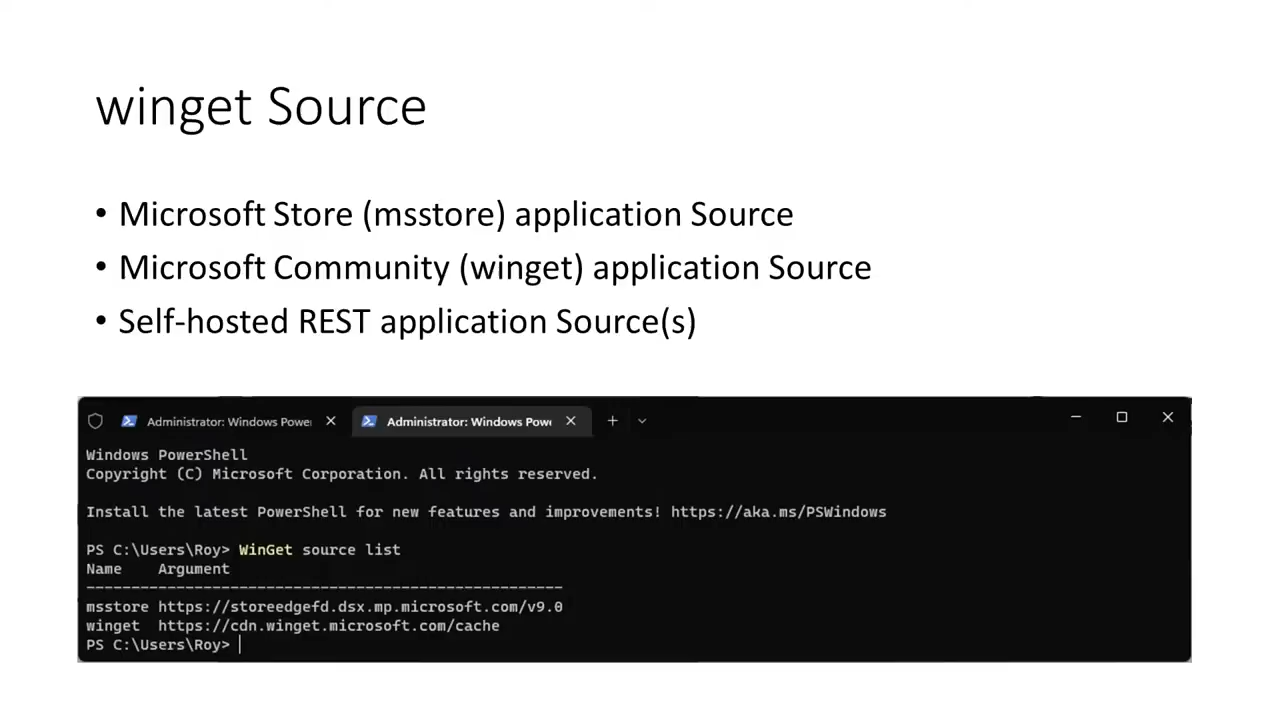 winget Source
• Microsoft Store (msstore) application Source
• Microsoft Community (winget) application Source
• Self-hosted REST application Source(s)
Administrator: Windows Power Administrator: Windows Powe
Windows PowerShell
Copyright (C) Microsoft Corporation. All rights reserved.
Install the latest PowerShell for new features and improvements! https://aka.ms/PSWindows
PS C:\Users\Roy> WinGet source list
Name    Argument
-----------------------------------------------------
msstore https://storeedgefd.dsx.mp.microsoft.com/v9.0
winget  https://cdn.winget.microsoft.com/cache
PS C:\Users\Roy>